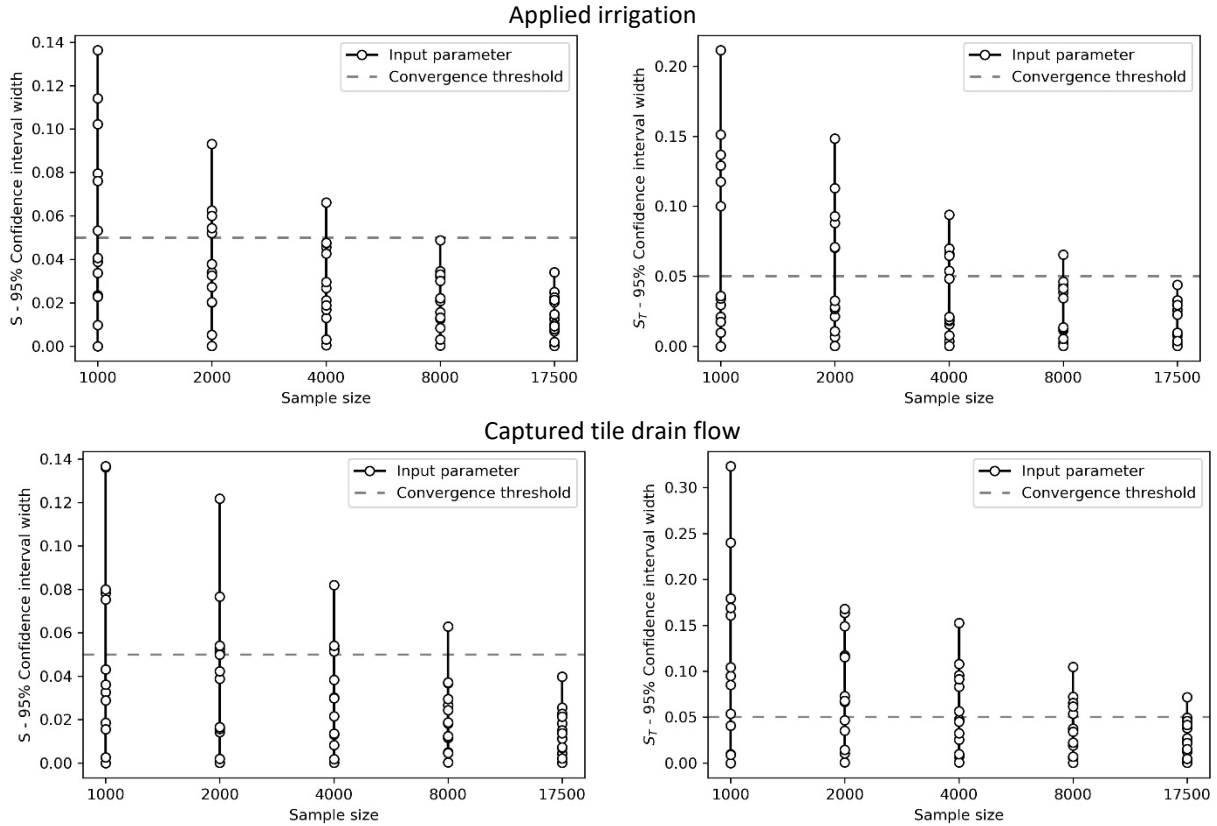 Applied irrigation
S - 95% Confidence interval width
0.14
0.12
0.10
0.08
0.06
0.04
0.02
0.00
Input parameter
Convergence threshold
1000 2000 4000 8000 17500
Sample size
S_T - 95% Confidence interval width
0.20
0.15
0.10
0.05
0.00
Input parameter
Convergence threshold
1000 2000 4000 8000 17500
Sample size
Captured tile drain flow
S - 95% Confidence interval width
0.14
0.12
0.10
0.08
0.06
0.04
0.02
0.00
Input parameter
Convergence threshold
1000 2000 4000 8000 17500
Sample size
S_T - 95% Confidence interval width
0.30
0.25
0.20
0.15
0.10
0.05
0.00
Input parameter
Convergence threshold
1000 2000 4000 8000 17500
Sample size